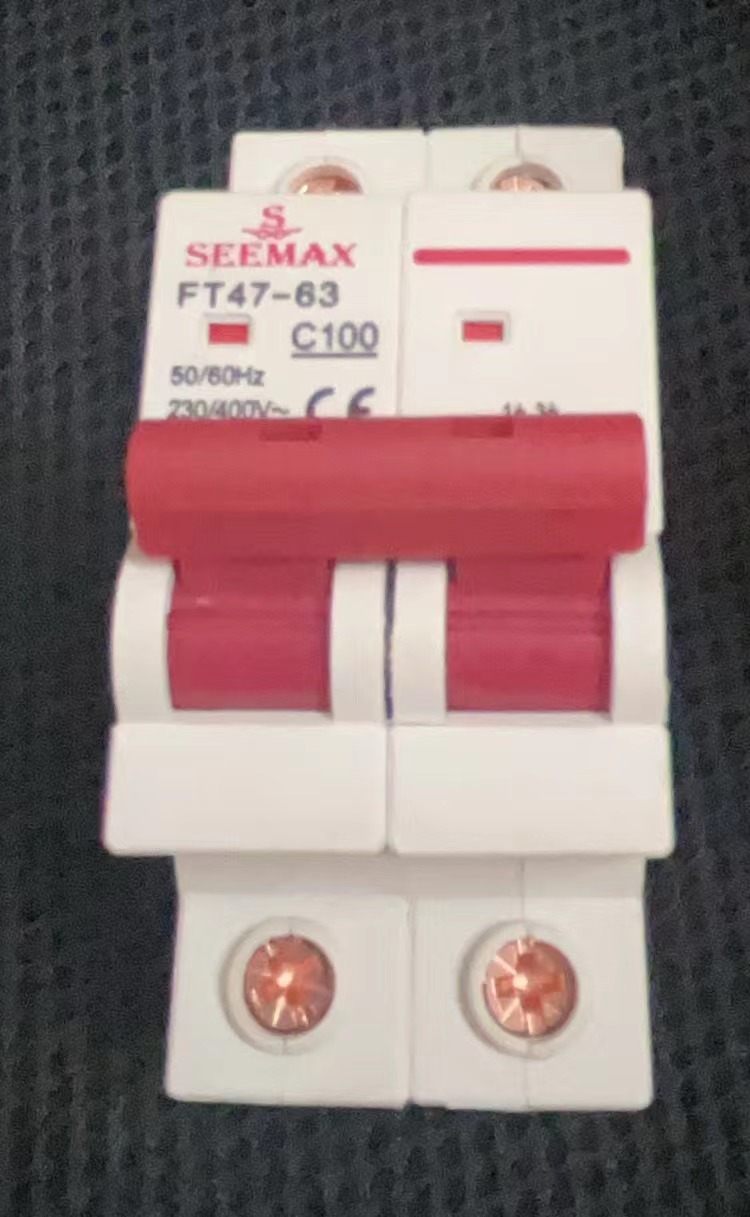 S
SEEMAX
FT47-63
C100
50/60Hz
230/400V~ CE